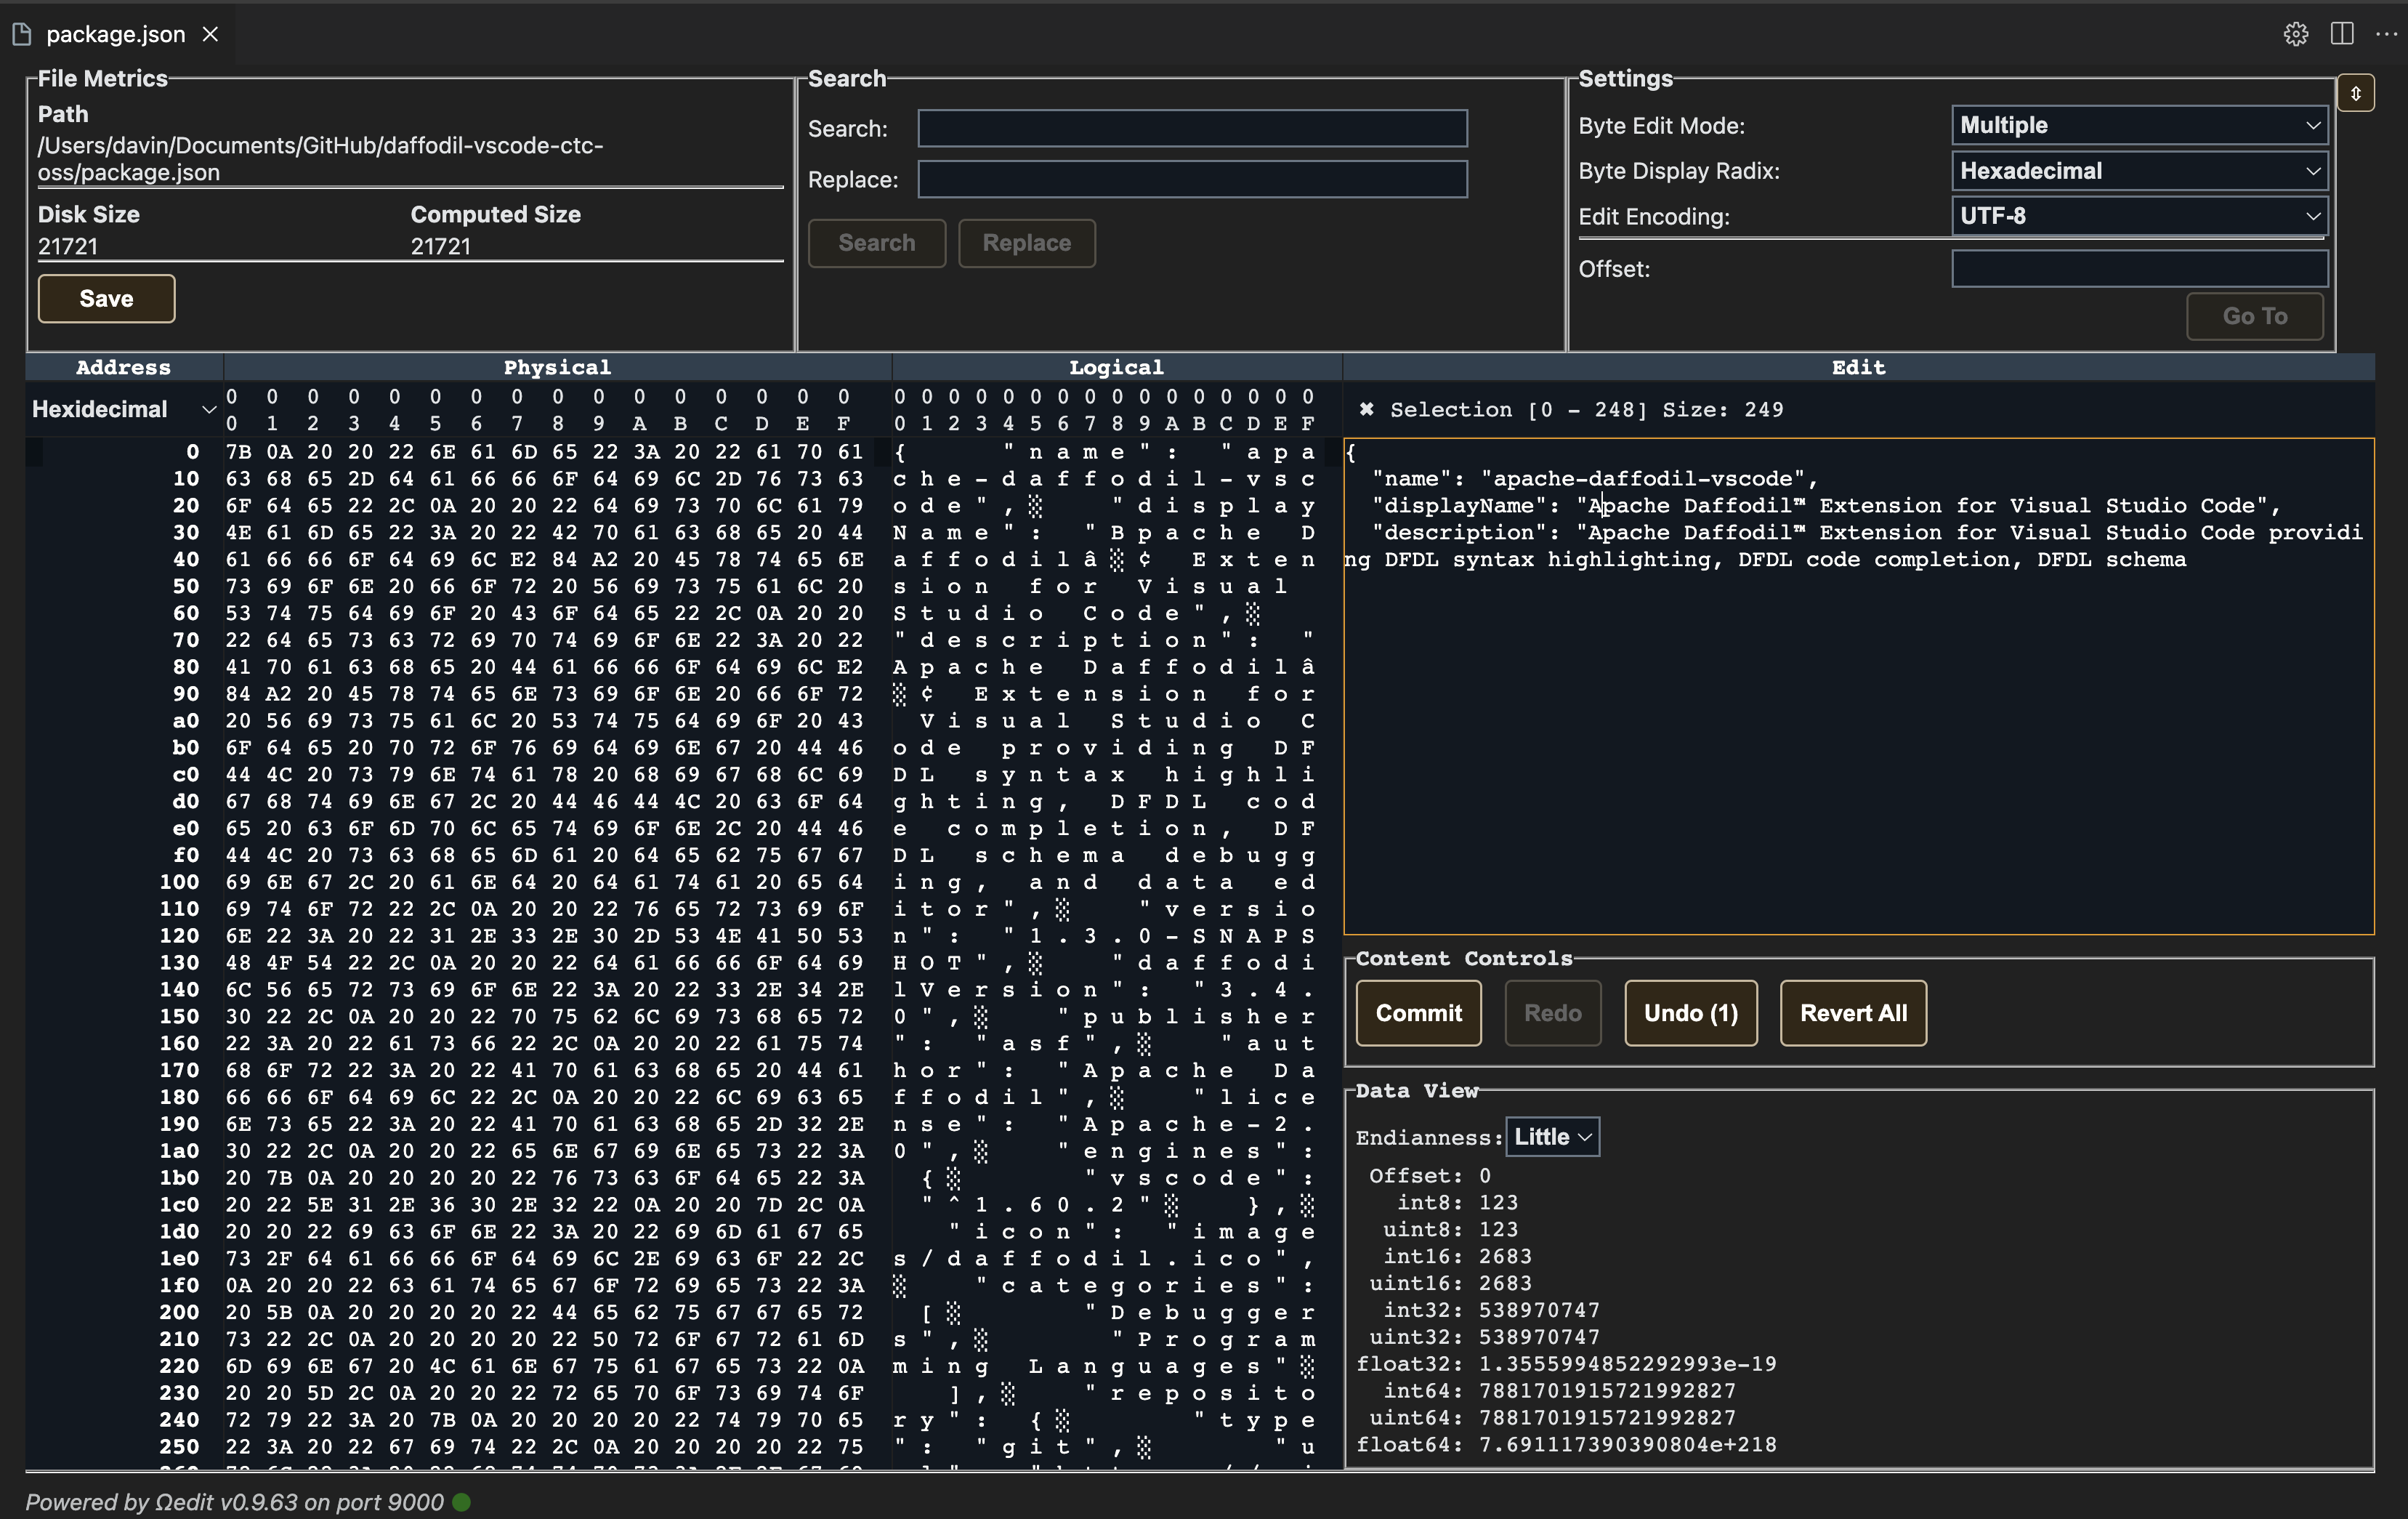 package.json
File Metrics
Path
/Users/davin/Documents/GitHub/daffodil-vscode-ctc-
oss/package.json
Disk Size Computed Size
21721 21721
Save
Search
Search:
Replace:
Search Replace
Settings
Byte Edit Mode: Multiple
Byte Display Radix: Hexadecimal
Edit Encoding: UTF-8
Offset:
Go To
Address Physical Logical Edit
Hexidecimal
0 0 0 0 0 0 0 0 0 0 0 0 0 0 0 0 0 0 0 0 0 0 0 0 0 0 0 0 0 0 0 0
0 1 2 3 4 5 6 7 8 9 A B C D E F 0 1 2 3 4 5 6 7 8 9 A B C D E F
0 7B 0A 20 20 22 6E 61 6D 65 22 3A 20 22 61 70 61 { "name": "apa
10 63 68 65 2D 64 61 66 66 6F 64 69 6C 2D 76 73 63 che-daffodil-vsc
20 6F 64 65 22 2C 0A 20 20 22 64 69 73 70 6C 61 79 ode",░ "display
30 4E 61 6D 65 22 3A 20 22 42 70 61 63 68 65 20 44 Name": "Bpache D
40 61 66 66 6F 64 69 6C E2 84 A2 20 45 78 74 65 6E affodilâ░¢ Exten
50 73 69 6F 6E 20 66 6F 72 20 56 69 73 75 61 6C 20 sion for Visual
60 53 74 75 64 69 6F 20 43 6F 64 65 22 2C 0A 20 20 Studio Code",░
70 22 64 65 73 63 72 69 70 74 69 6F 6E 22 3A 20 22 "description": "
80 41 70 61 63 68 65 20 44 61 66 66 6F 64 69 6C E2 Apache Daffodilâ
90 84 A2 20 45 78 74 65 6E 73 69 6F 6E 20 66 6F 72 ░¢ Extension for
a0 20 56 69 73 75 61 6C 20 53 74 75 64 69 6F 20 43 Visual Studio C
b0 6F 64 65 20 70 72 6F 76 69 64 69 6E 67 20 44 46 ode providing DF
c0 44 4C 20 73 79 6E 74 61 78 20 68 69 67 68 6C 69 DL syntax highli
d0 67 68 74 69 6E 67 2C 20 44 46 44 4C 20 63 6F 64 ghting, DFDL cod
e0 65 20 63 6F 6D 70 6C 65 74 69 6F 6E 2C 20 44 46 e completion, DF
f0 44 4C 20 73 63 68 65 6D 61 20 64 65 62 75 67 67 DL schema debugg
100 69 6E 67 2C 20 61 6E 64 20 64 61 74 61 20 65 64 ing, and data ed
110 69 74 6F 72 22 2C 0A 20 20 22 76 65 72 73 69 6F itor",░ "versio
120 6E 22 3A 20 22 31 2E 33 2E 30 2D 53 4E 41 50 53 n": "1.3.0-SNAPS
130 48 4F 54 22 2C 0A 20 20 22 64 61 66 66 6F 64 69 HOT",░ "daffodi
140 6C 56 65 72 73 69 6F 6E 22 3A 20 22 33 2E 34 2E lVersion": "3.4.
150 30 22 2C 0A 20 20 22 70 75 62 6C 69 73 68 65 72 0",░ "publisher
160 22 3A 20 22 61 73 66 22 2C 0A 20 20 22 61 75 74 ": "asf",░ "aut
170 68 6F 72 22 3A 20 22 41 70 61 63 68 65 20 44 61 hor": "Apache Da
180 66 66 6F 64 69 6C 22 2C 0A 20 20 22 6C 69 63 65 ffodil",░ "lice
190 6E 73 65 22 3A 20 22 41 70 61 63 68 65 2D 32 2E nse": "Apache-2.
1a0 30 22 2C 0A 20 20 22 65 6E 67 69 6E 65 73 22 3A 0",░ "engines":
1b0 20 7B 0A 20 20 20 20 22 76 73 63 6F 64 65 22 3A {░ "vscode":
1c0 20 22 5E 31 2E 36 30 2E 32 22 0A 20 20 7D 2C 0A "^1.60.2"░ },░
1d0 20 20 22 69 63 6F 6E 22 3A 20 22 69 6D 61 67 65 "icon": "image
1e0 73 2F 64 61 66 66 6F 64 69 6C 2E 69 63 6F 22 2C s/daffodil.ico",
1f0 0A 20 20 22 63 61 74 65 67 6F 72 69 65 73 22 3A ░ "categories":
200 20 5B 0A 20 20 20 20 22 44 65 62 75 67 67 65 72 [░ "Debugger
210 73 22 2C 0A 20 20 20 20 22 50 72 6F 67 72 61 6D s",░ "Program
220 6D 69 6E 67 20 4C 61 6E 67 75 61 67 65 73 22 0A ming Languages"░
230 20 20 5D 2C 0A 20 20 22 72 65 70 6F 73 69 74 6F ],░ "reposito
240 72 79 22 3A 20 7B 0A 20 20 20 20 22 74 79 70 65 ry": {░ "type
250 22 3A 20 22 67 69 74 22 2C 0A 20 20 20 20 22 75 ": "git",░ "u
✖ Selection [0 - 248] Size: 249
{
"name": "apache-daffodil-vscode",
"displayName": "Apache Daffodil™ Extension for Visual Studio Code",
"description": "Apache Daffodil™ Extension for Visual Studio Code providi
ng DFDL syntax highlighting, DFDL code completion, DFDL schema
Content Controls
Commit Redo Undo (1) Revert All
Data View
Endianness: Little
Offset: 0
int8: 123
uint8: 123
int16: 2683
uint16: 2683
int32: 538970747
uint32: 538970747
float32: 1.3555994852292993e-19
int64: 7881701915721992827
uint64: 7881701915721992827
float64: 7.691117390390804e+218
Powered by Ωedit v0.9.63 on port 9000